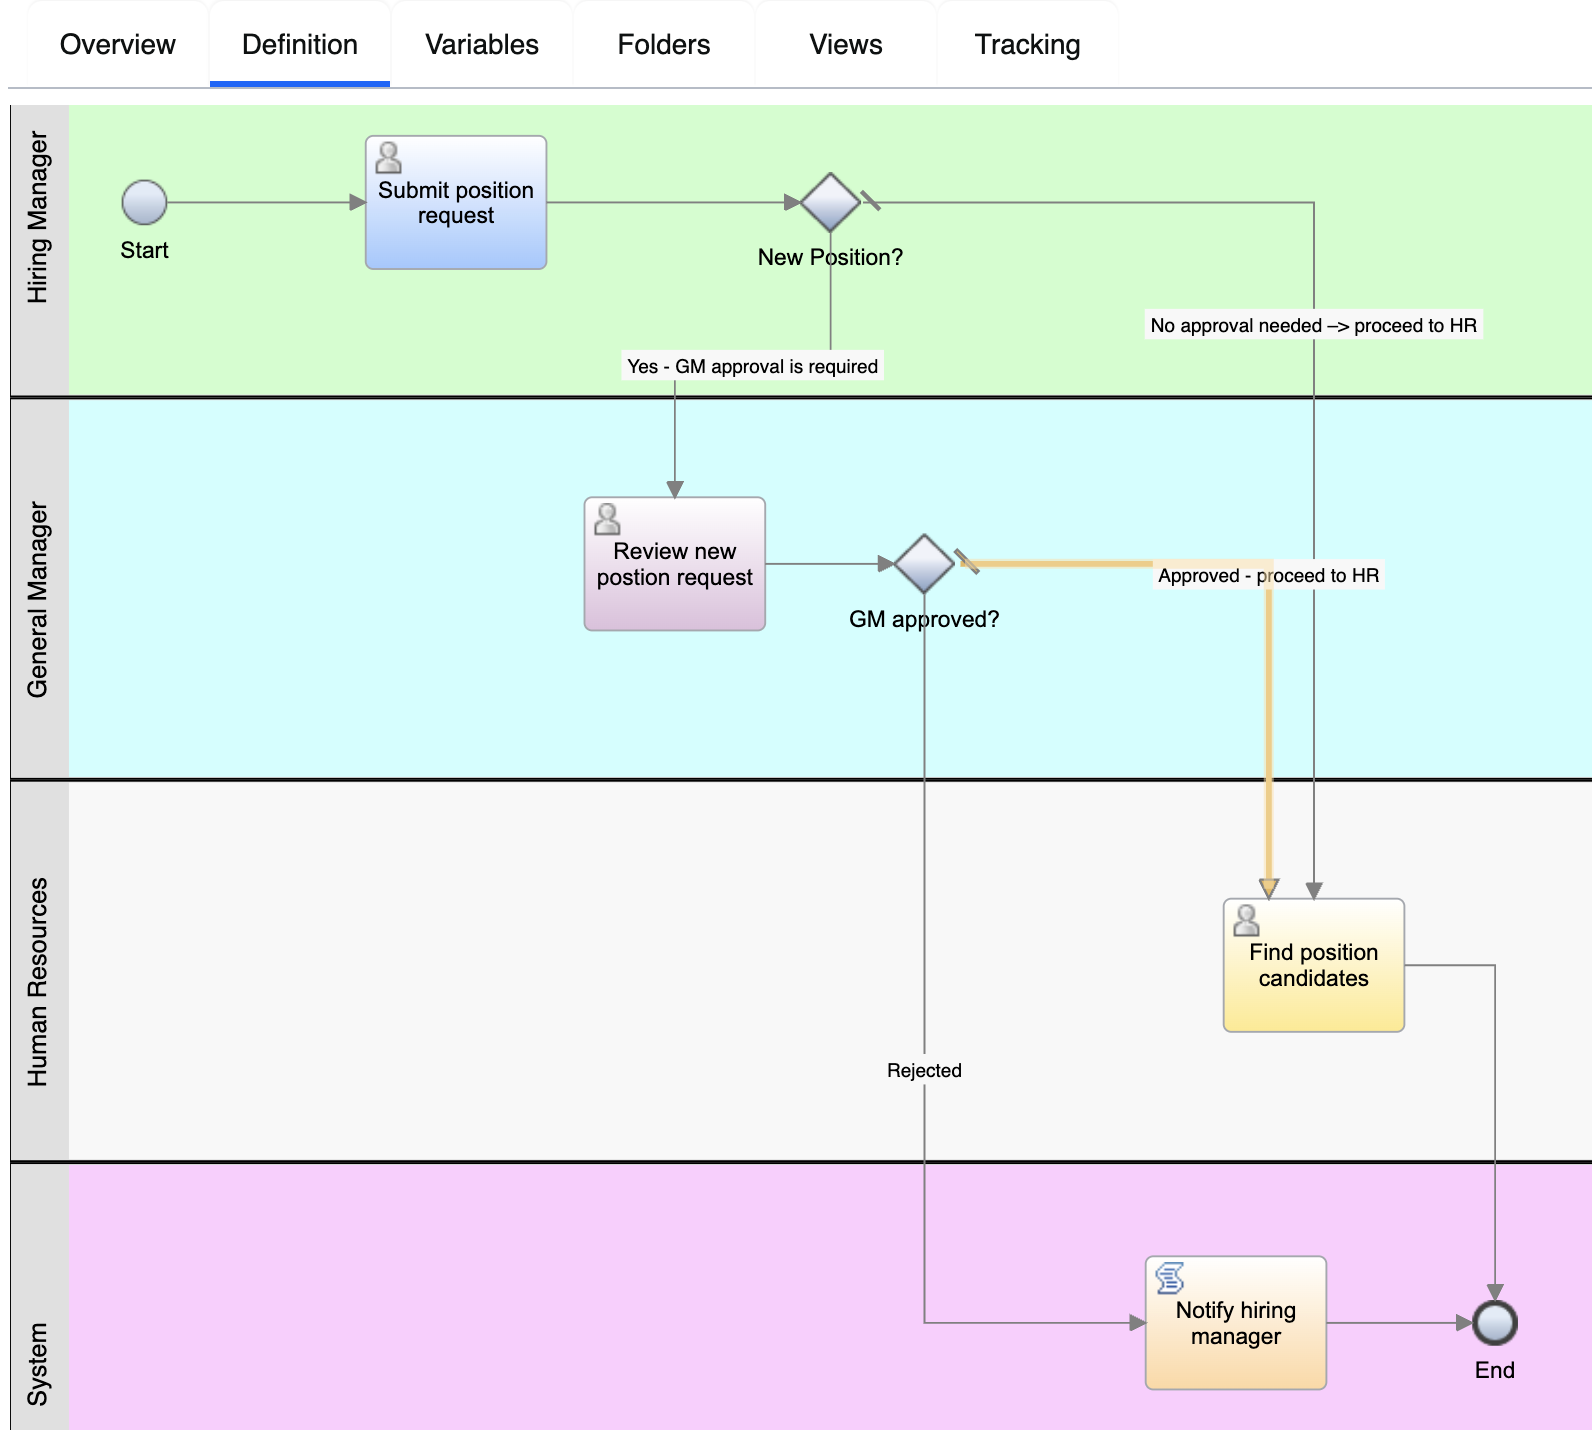 Overview
Definition
Variables
Folders
Views
Tracking
Hiring Manager
Submit position
request
Start
New Position?
No approval needed –> proceed to HR
Yes - GM approval is required
General Manager
Review new
postion request
Approved - proceed to HR
GM approved?
Human Resources
Find position
candidates
Rejected
System
Notify hiring
manager
End